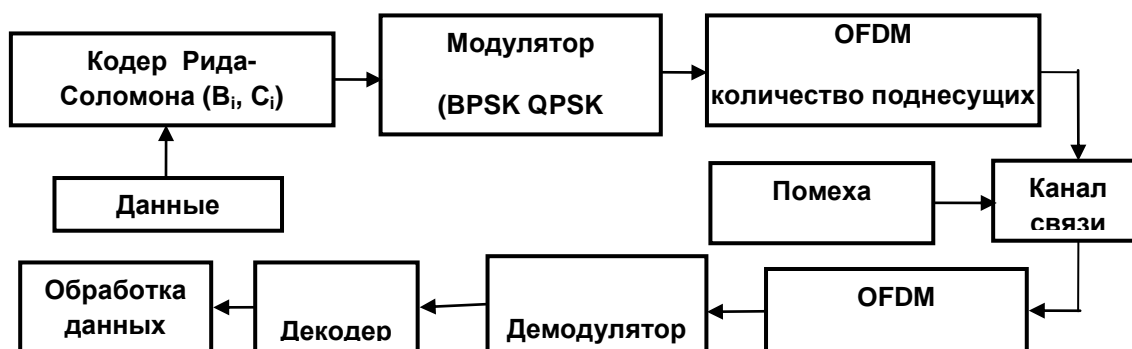 Кодер Рида-
Соломона (Bᵢ, Cᵢ)
Модулятор
(BPSK QPSK
OFDM
количество поднесущих
Данные
Помеха
Канал
связи
Обработка
данных
Декодер
Демодулятор
OFDM